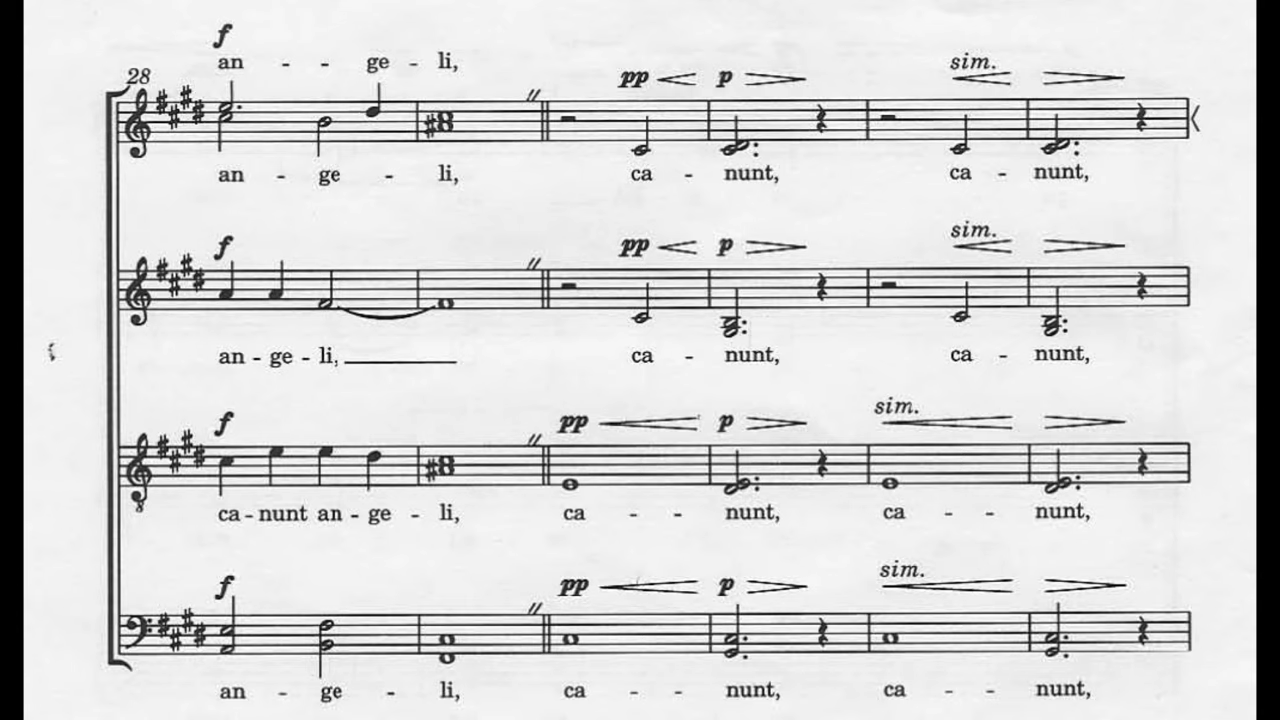 f
an - - ge - li,
28
pp p sim.
an - ge - li, ca - nunt, ca - nunt,
f pp p sim.
an - ge - li, ca - nunt, ca - nunt,
f pp p sim.
8
ca - nunt an - ge - li, ca - - nunt, ca - - nunt,
f pp p sim.
an - ge - li, ca - - nunt, ca - - nunt,